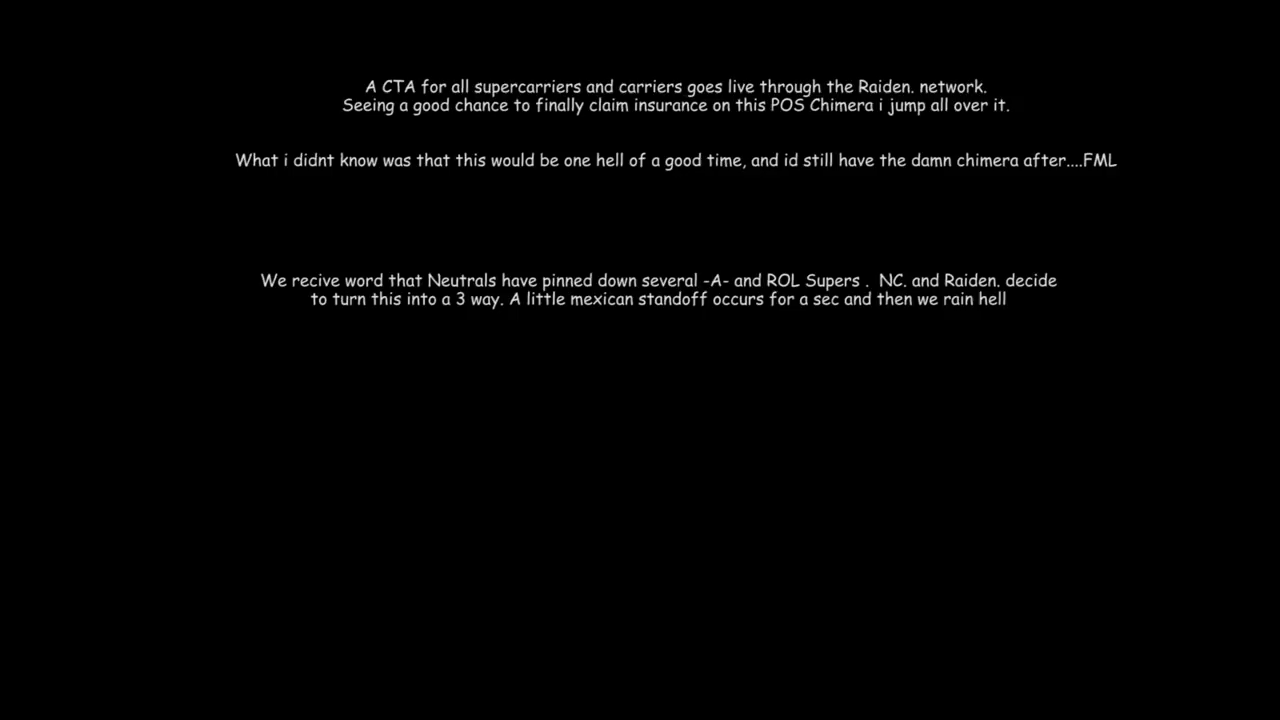 A CTA for all supercarriers and carriers goes live through the Raiden. network.
Seeing a good chance to finally claim insurance on this POS Chimera i jump all over it.
What i didnt know was that this would be one hell of a good time, and id still have the damn chimera after....FML
We recive word that Neutrals have pinned down several -A- and ROL Supers .  NC. and Raiden. decide
to turn this into a 3 way. A little mexican standoff occurs for a sec and then we rain hell